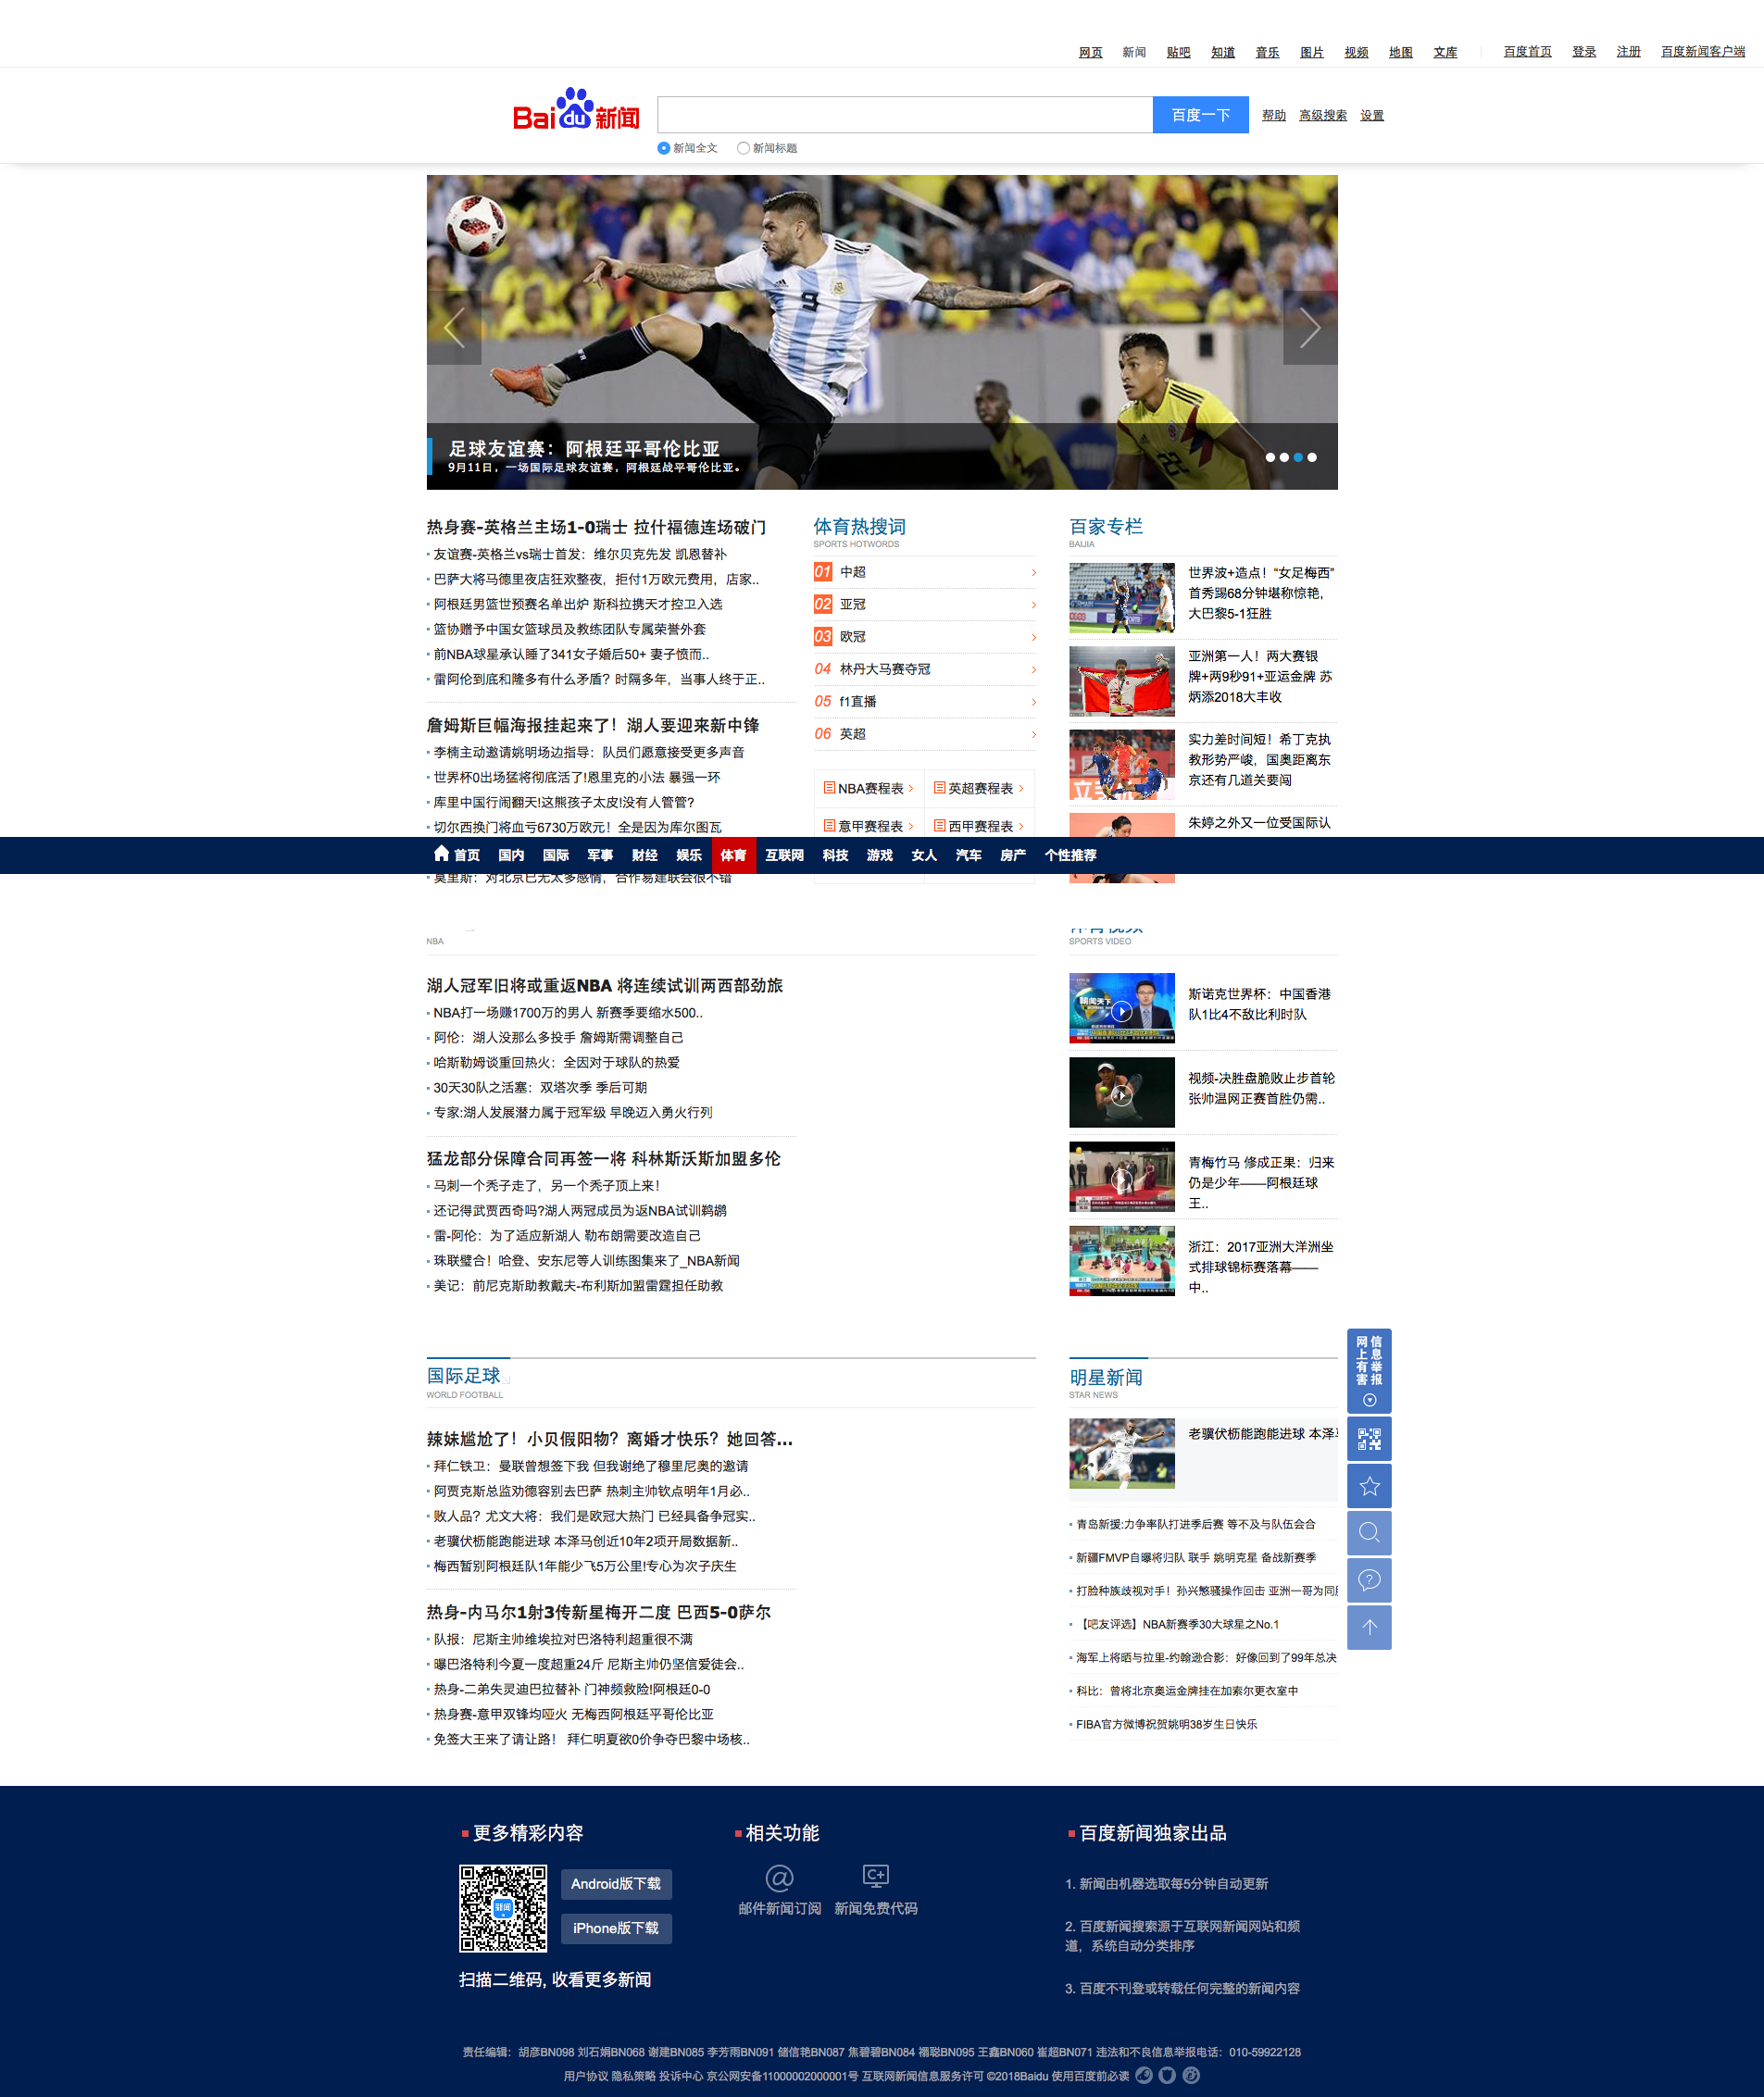 网页 新闻 贴吧 知道 音乐 图片 视频 地图 文库 百度首页 登录 注册 百度新闻客户端
Bai du 新闻 百度一下 帮助 高级搜索 设置
新闻全文 新闻标题
足球友谊赛：阿根廷平哥伦比亚
9月11日，一场国际足球友谊赛，阿根廷战平哥伦比亚。
热身赛-英格兰主场1-0瑞士 拉什福德连场破门
友谊赛-英格兰vs瑞士首发：维尔贝克先发 凯恩替补
巴萨大将马德里夜店狂欢整夜，拒付1万欧元费用，店家..
阿根廷男篮世预赛名单出炉 斯科拉携天才控卫入选
篮协赠予中国女篮球员及教练团队专属荣誉外套
前NBA球星承认睡了341女子婚后50+ 妻子愤而..
雷阿伦到底和隆多有什么矛盾？时隔多年，当事人终于正..
詹姆斯巨幅海报挂起来了！湖人要迎来新中锋
李楠主动邀请姚明场边指导：队员们愿意接受更多声音
世界杯0出场猛将彻底活了!恩里克的小法 暴强一环
库里中国行闹翻天!这熊孩子太皮!没有人管管?
切尔西换门将血亏6730万欧元！全是因为库尔图瓦
体育热搜词
SPORTS HOTWORDS
01 中超
02 亚冠
03 欧冠
04 林丹大马赛夺冠
05 f1直播
06 英超
NBA赛程表 英超赛程表
意甲赛程表 西甲赛程表
百家专栏
BAIJIA
世界波+造点！“女足梅西”
首秀踢68分钟堪称惊艳，
大巴黎5-1狂胜
亚洲第一人！两大赛银
牌+两9秒91+亚运金牌 苏
炳添2018大丰收
实力差时间短！希丁克执
教形势严峻，国奥距离东
京还有几道关要闯
朱婷之外又一位受国际认
首页 国内 国际 军事 财经 娱乐 体育 互联网 科技 游戏 女人 汽车 房产 个性推荐
莫里斯：对北京已无太多感情，合作易建联会很不错
NBA
湖人冠军旧将或重返NBA 将连续试训两西部劲旅
NBA打一场赚1700万的男人 新赛季要缩水500..
阿伦：湖人没那么多投手 詹姆斯需调整自己
哈斯勒姆谈重回热火：全因对于球队的热爱
30天30队之活塞：双塔次季 季后可期
专家:湖人发展潜力属于冠军级 早晚迈入勇火行列
猛龙部分保障合同再签一将 科林斯沃斯加盟多伦
马刺一个秃子走了，另一个秃子顶上来！
还记得武贾西奇吗?湖人两冠成员为返NBA试训鹈鹕
雷-阿伦：为了适应新湖人 勒布朗需要改造自己
珠联璧合！哈登、安东尼等人训练图集来了_NBA新闻
美记：前尼克斯助教戴夫-布利斯加盟雷霆担任助教
体育视频
SPORTS VIDEO
斯诺克世界杯：中国香港
队1比4不敌比利时队
视频-决胜盘脆败止步首轮
张帅温网正赛首胜仍需..
青梅竹马 修成正果：归来
仍是少年——阿根廷球
王..
浙江：2017亚洲大洋洲坐
式排球锦标赛落幕——
中..
国际足球
WORLD FOOTBALL
辣妹尴尬了！小贝假阳物？离婚才快乐？她回答...
拜仁铁卫：曼联曾想签下我 但我谢绝了穆里尼奥的邀请
阿贾克斯总监劝德容别去巴萨 热刺主帅钦点明年1月必..
败人品？尤文大将：我们是欧冠大热门 已经具备争冠实..
老骥伏枥能跑能进球 本泽马创近10年2项开局数据新..
梅西暂别阿根廷队1年能少飞5万公里!专心为次子庆生
热身-内马尔1射3传新星梅开二度 巴西5-0萨尔
队报：尼斯主帅维埃拉对巴洛特利超重很不满
曝巴洛特利今夏一度超重24斤 尼斯主帅仍坚信爱徒会..
热身-二弟失灵迪巴拉替补 门神频救险!阿根廷0-0
热身赛-意甲双锋均哑火 无梅西阿根廷平哥伦比亚
免签大王来了请让路！ 拜仁明夏欲0价争夺巴黎中场核..
明星新闻
STAR NEWS
老骥伏枥能跑能进球 本泽马
青岛新援:力争率队打进季后赛 等不及与队伍会合
新疆FMVP自曝将归队 联手 姚明克星 备战新赛季
打脸种族歧视对手！孙兴慜骚操作回击 亚洲一哥为同胞
【吧友评选】NBA新赛季30大球星之No.1
海军上将晒与拉里-约翰逊合影：好像回到了99年总决
科比：曾将北京奥运金牌挂在加索尔更衣室中
FIBA官方微博祝贺姚明38岁生日快乐
网上有害信息举报
更多精彩内容
新闻
Android版下载
iPhone版下载
扫描二维码, 收看更多新闻
相关功能
邮件新闻订阅 新闻免费代码
百度新闻独家出品
1. 新闻由机器选取每5分钟自动更新
2. 百度新闻搜索源于互联网新闻网站和频
道，系统自动分类排序
3. 百度不刊登或转载任何完整的新闻内容
责任编辑：胡彦BN098 刘石娟BN068 谢建BN085 李芳雨BN091 储信艳BN087 焦碧碧BN084 禤聪BN095 王鑫BN060 崔超BN071 违法和不良信息举报电话：010-59922128
用户协议 隐私策略 投诉中心 京公网安备11000002000001号 互联网新闻信息服务许可 ©2018Baidu 使用百度前必读